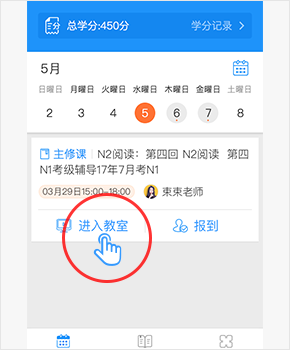 总学分:450分 学分记录 >
5月
日曜日 月曜日 火曜日 水曜日 木曜日 金曜日 土曜日
2 3 4 5 6 7 8
主修课 | N2阅读：第四回 N2阅读 第四
N1考级辅导17年7月考N1
03月29日15:00~18:00 束束老师
进入教室 报到